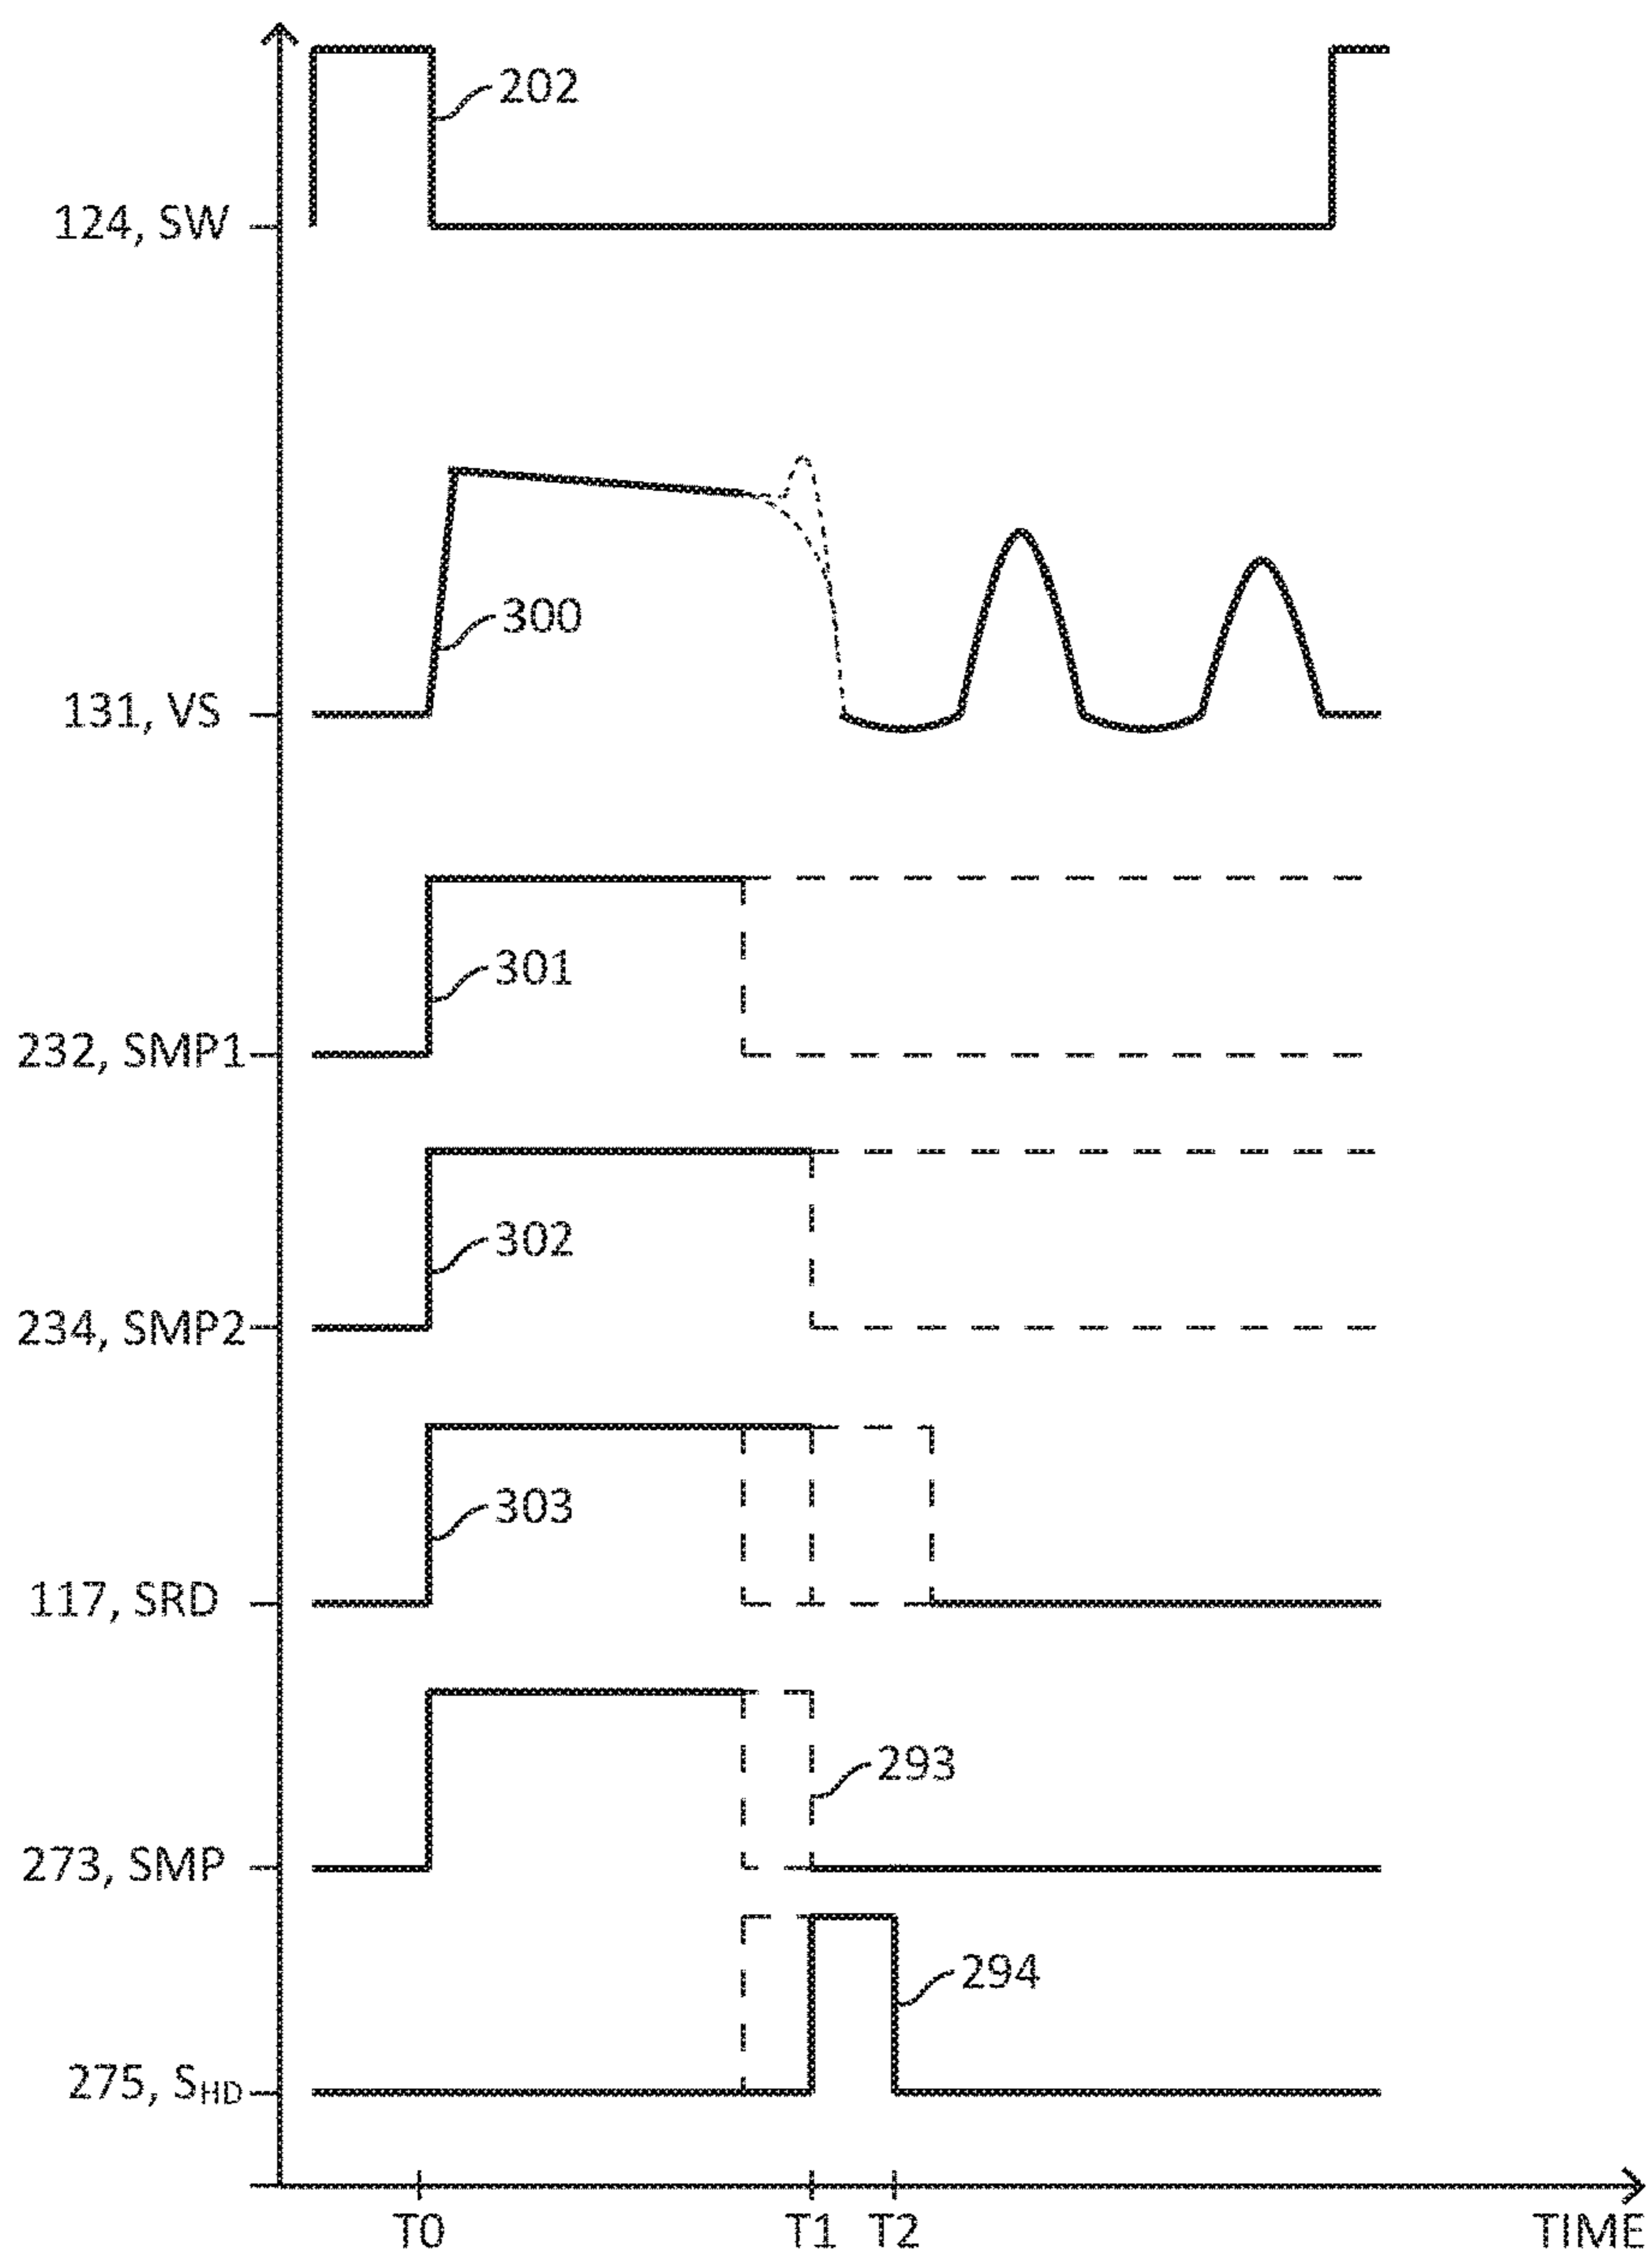 202
124, SW
300
131, VS
301
232, SMP1
302
234, SMP2
303
117, SRD
293
273, SMP
294
275, SHD
T0 T1 T2 TIME